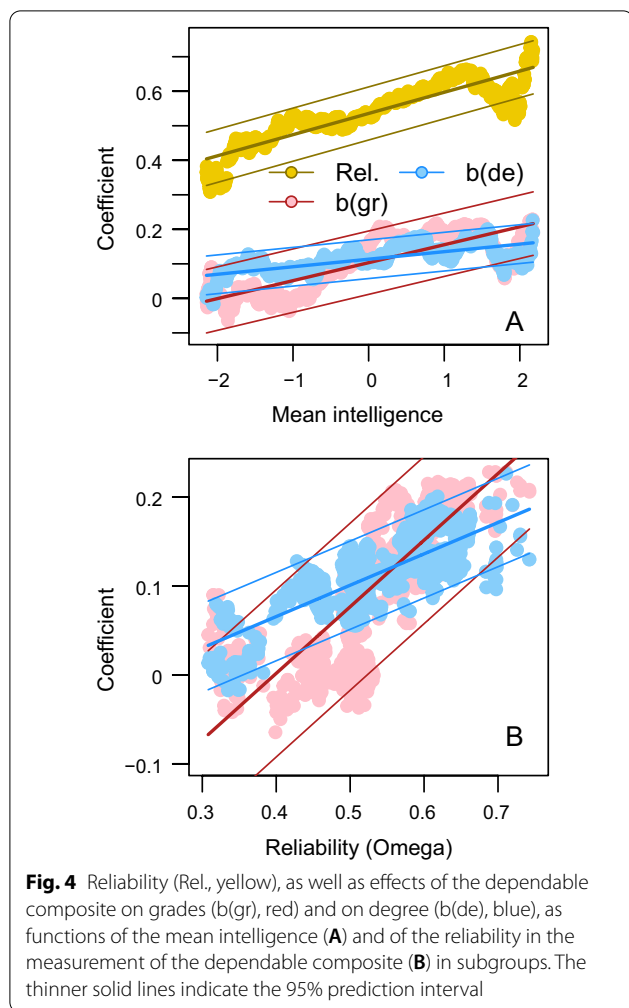 0.6
0.4
Coefficient
Rel. b(de)
b(gr)
0.2
0
A
−2 −1 0 1 2
Mean intelligence
0.2
0.1
Coefficient
0
−0.1
B
0.3 0.4 0.5 0.6 0.7
Reliability (Omega)
Fig. 4 Reliability (Rel., yellow), as well as effects of the dependable
composite on grades (b(gr), red) and on degree (b(de), blue), as
functions of the mean intelligence (A) and of the reliability in the
measurement of the dependable composite (B) in subgroups. The
thinner solid lines indicate the 95% prediction interval